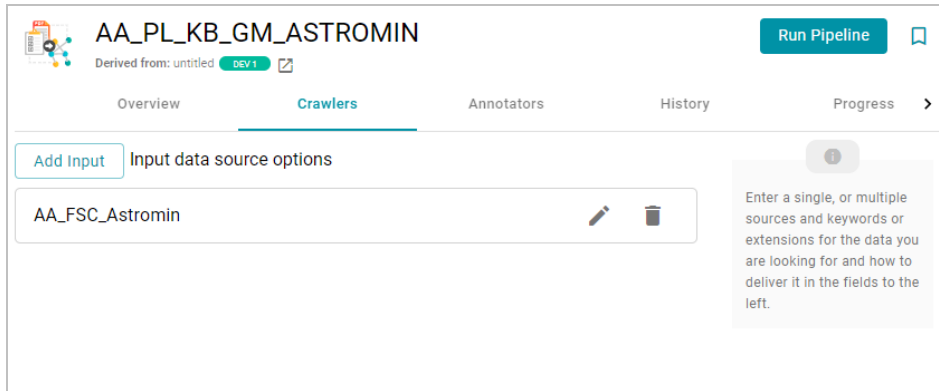 AA_PL_KB_GM_ASTROMIN
Run Pipeline
Derived from: untitled DEV 1
Overview Crawlers Annotators History Progress
Add Input Input data source options
AA_FSC_Astromin
Enter a single, or multiple
sources and keywords or
extensions for the data you
are looking for and how to
deliver it in the fields to the
left.